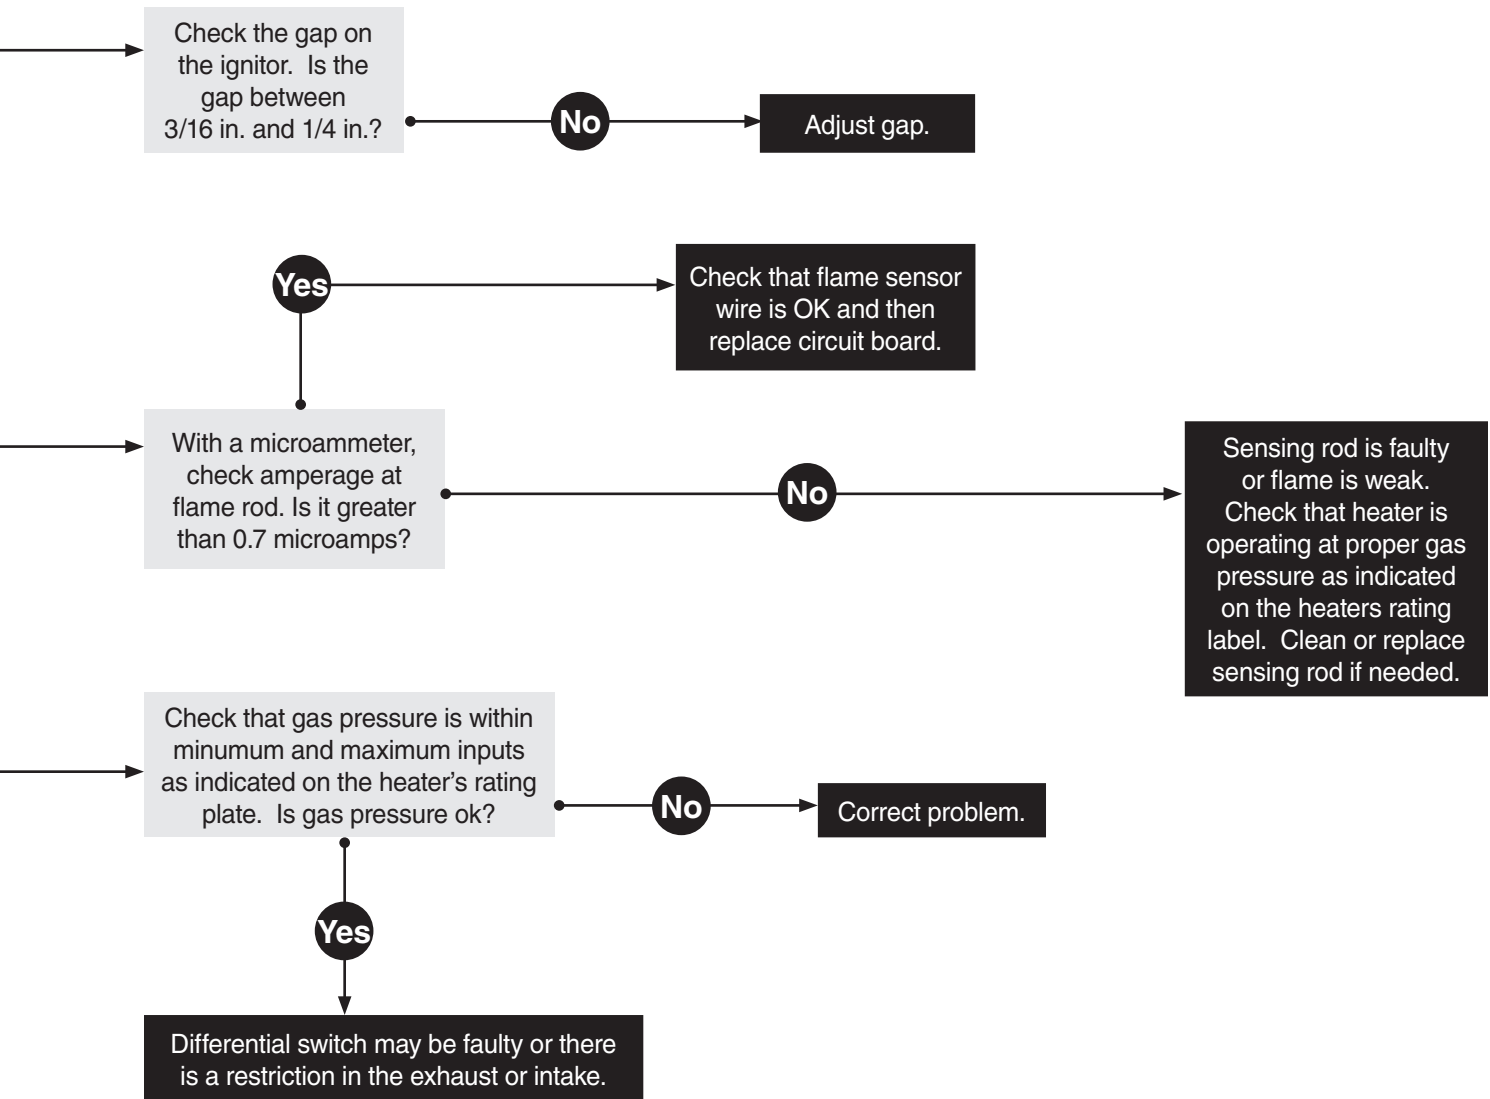 Check the gap on
the ignitor. Is the
gap between
3/16 in. and 1/4 in.?
No
Adjust gap.
Yes
Check that flame sensor
wire is OK and then
replace circuit board.
With a microammeter,
check amperage at
flame rod. Is it greater
than 0.7 microamps?
No
Sensing rod is faulty
or flame is weak.
Check that heater is
operating at proper gas
pressure as indicated
on the heaters rating
label. Clean or replace
sensing rod if needed.
Check that gas pressure is within
minumum and maximum inputs
as indicated on the heater’s rating
plate. Is gas pressure ok?
No
Correct problem.
Yes
Differential switch may be faulty or there
is a restriction in the exhaust or intake.